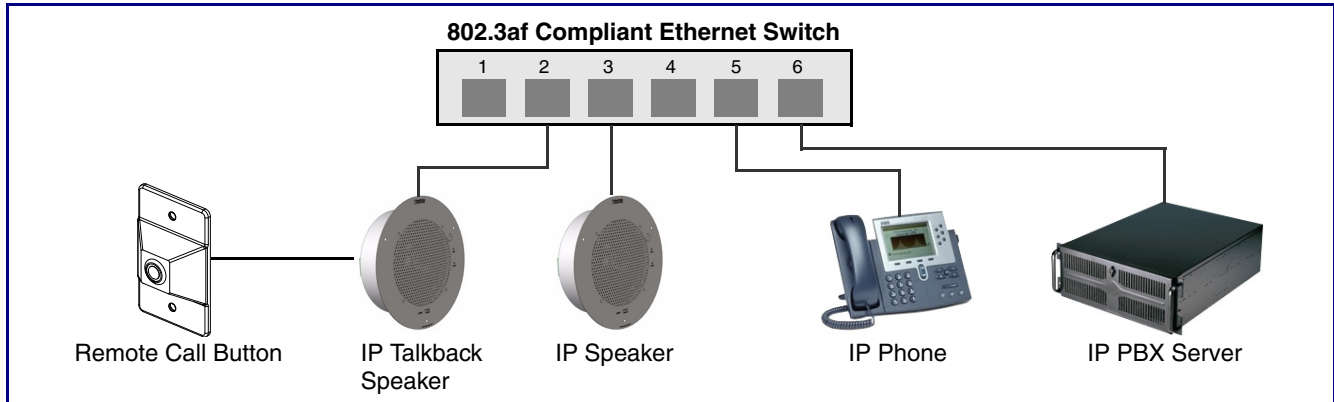 802.3af Compliant Ethernet Switch
1 2 3 4 5 6
Remote Call Button
IP Talkback
Speaker
IP Speaker
IP Phone
IP PBX Server